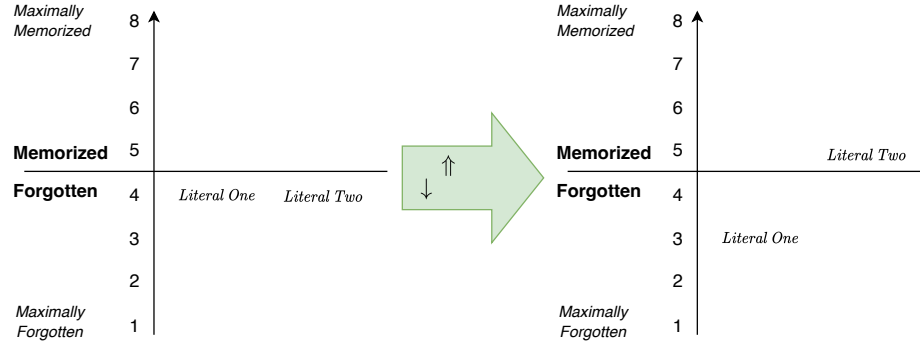 Maximally
Memorized
8
7
6
Memorized
5
Forgotten
4
Literal One
Literal Two
3
2
Maximally
Forgotten
1
⇑
↓
Maximally
Memorized
8
7
6
Memorized
5
Literal Two
Forgotten
4
3
Literal One
2
Maximally
Forgotten
1